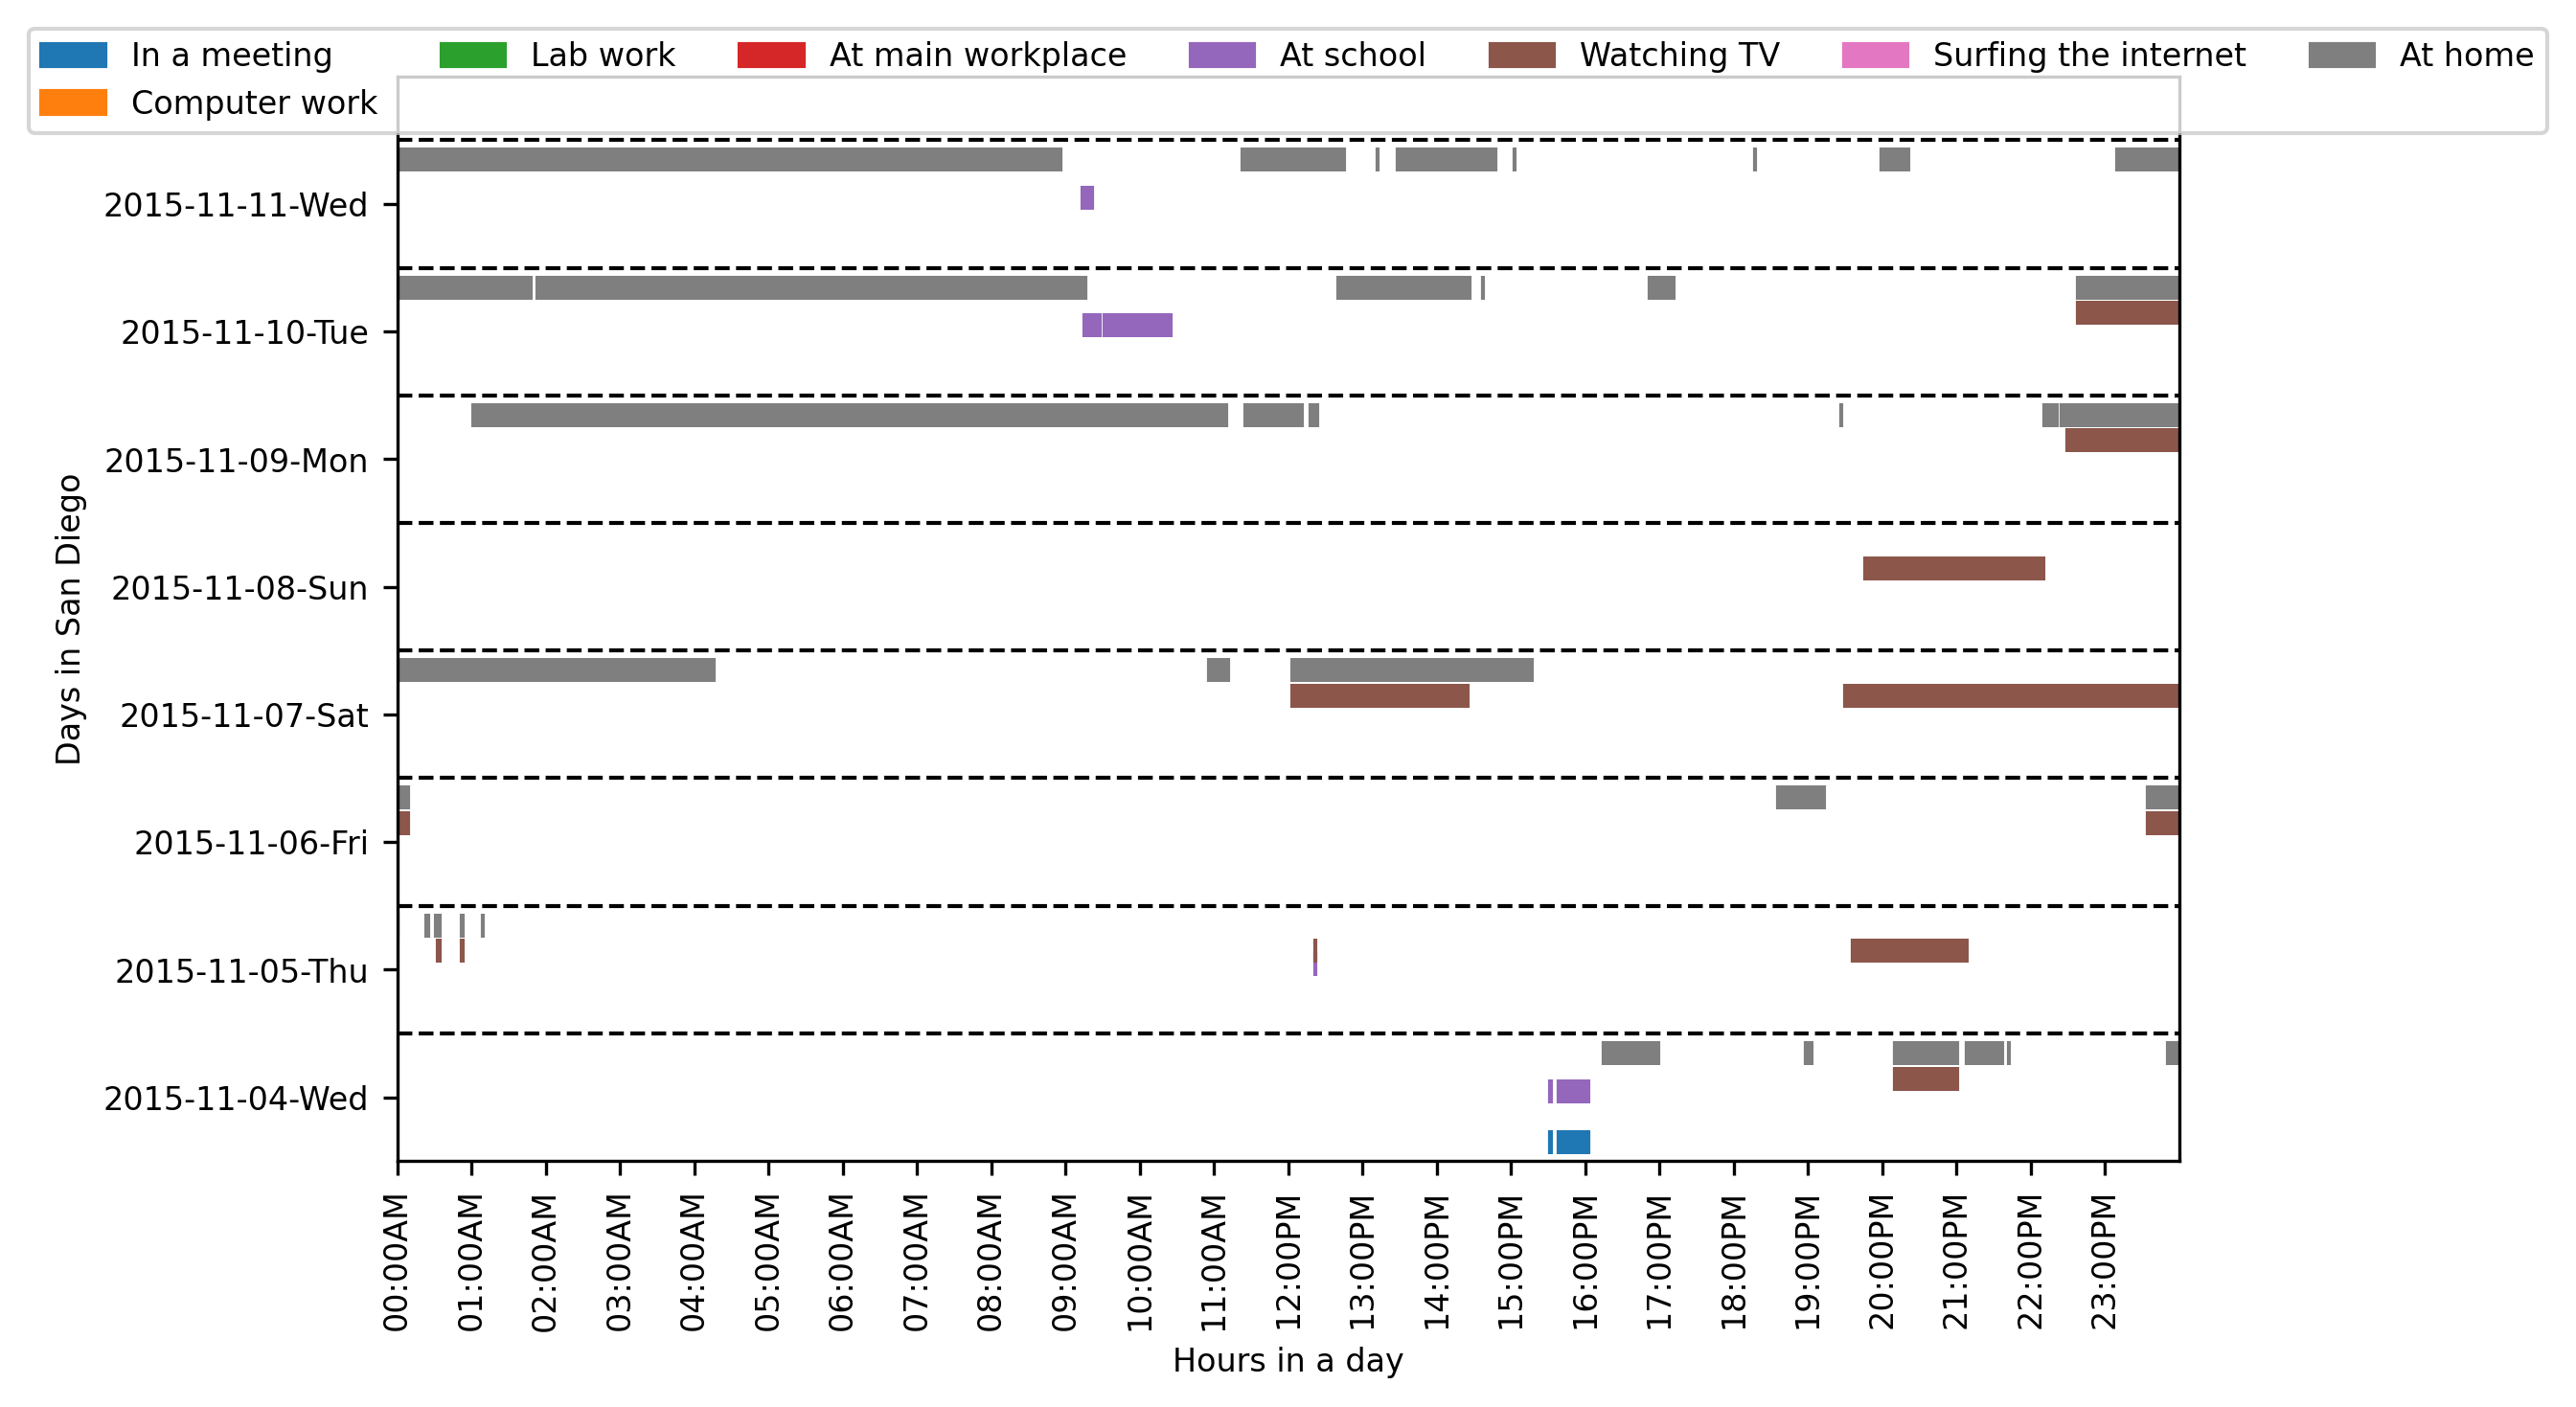 In a meeting
Computer work
Lab work
At main workplace
At school
Watching TV
Surfing the internet
At home
Days in San Diego
2015-11-11-Wed
2015-11-10-Tue
2015-11-09-Mon
2015-11-08-Sun
2015-11-07-Sat
2015-11-06-Fri
2015-11-05-Thu
2015-11-04-Wed
00:00AM
01:00AM
02:00AM
03:00AM
04:00AM
05:00AM
06:00AM
07:00AM
08:00AM
09:00AM
10:00AM
11:00AM
12:00PM
13:00PM
14:00PM
15:00PM
16:00PM
17:00PM
18:00PM
19:00PM
20:00PM
21:00PM
22:00PM
23:00PM
Hours in a day